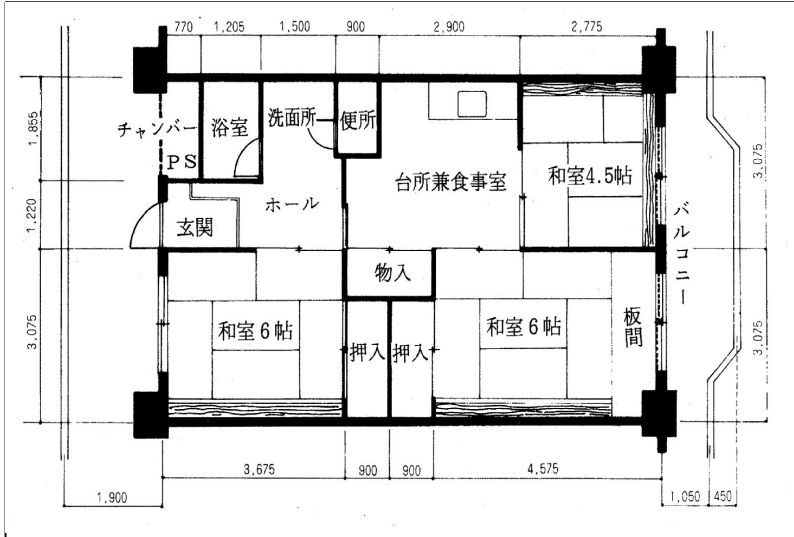 770 1,205 1,500 900 2,900 2,775
1,855
1,220
3,075
チャンバー
PS
浴室
洗面所
便所
台所兼食事室
和室4.5帖
3,075
バルコニー
玄関
ホール
物入
和室6帖
押入
押入
和室6帖
板間
3,075
3,675 900 900 4,575
1,900
1,050 450